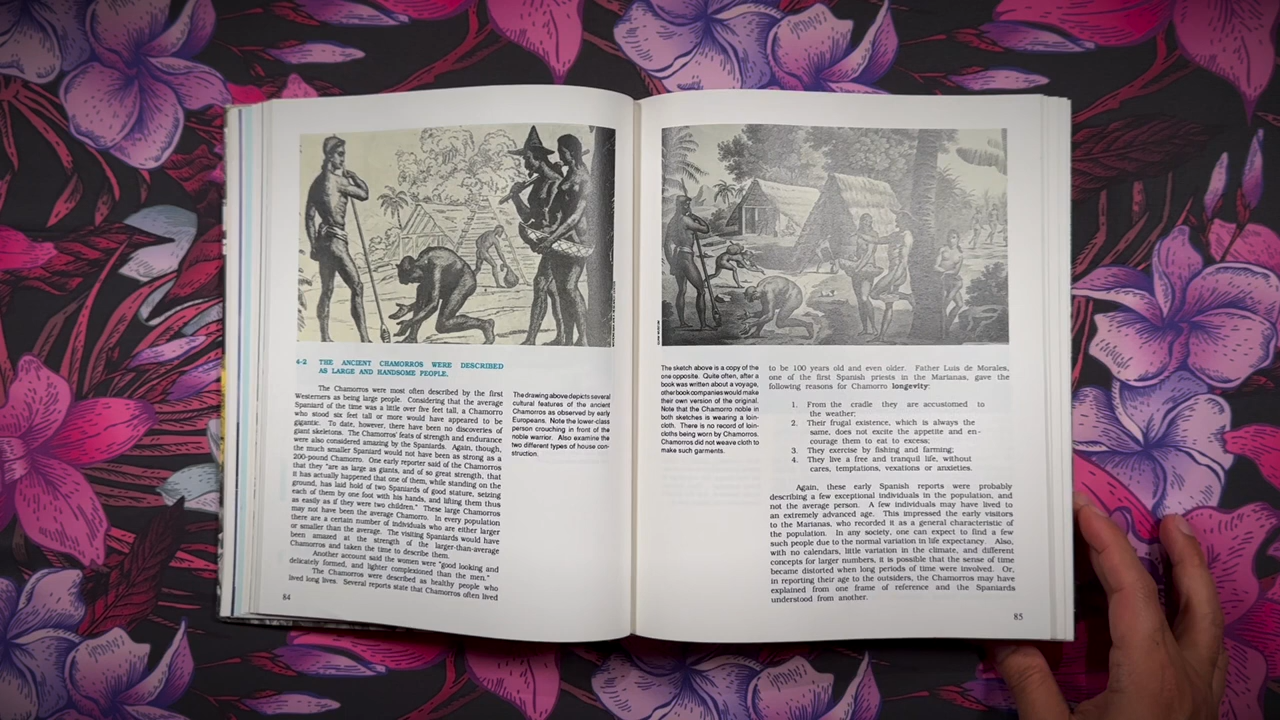 4-2 THE ANCIENT CHAMORROS WERE DESCRIBED
AS LARGE AND HANDSOME PEOPLE.
The Chamorros were most often described by the first
Westerners as being large people. Considering that the average
Spaniard of the time was a little over five feet tall, a Chamorro
who stood six feet tall or more would have appeared to be
gigantic. To date, however, there have been no discoveries of
giant skeletons. The Chamorros' feats of strength and endurance
were also considered amazing by the Spaniards. Again, though,
the much smaller Spaniard would not have been as strong as a
200-pound Chamorro. One early reporter said of the Chamorros
that they "are as large as giants, and of so great strength, that
it has actually happened that one of them, while standing on the
ground, has laid hold of two Spaniards of good stature, seizing
each of them by one foot with his hands, and lifting them thus
as easily as if they were two children." These large Chamorros
may not have been the average Chamorro. In every population
there are a certain number of individuals who are either larger
or smaller than the average. The visiting Spaniards would have
been amazed at the strength of the larger-than-average
Chamorros and taken the time to describe them.
Another account said the women were "good looking and
delicately formed, and lighter complexioned than the men."
The Chamorros were described as healthy people who
lived long lives. Several reports state that Chamorros often lived
84
The drawing above depicts several
cultural features of the ancient
Chamorros as observed by early
Europeans. Note the lower-class
person crouching in front of the
noble warrior. Also examine the
two different types of house con-
struction.
The sketch above is a copy of the
one opposite. Quite often, after a
book was written about a voyage,
other book companies would make
their own version of the original.
Note that the Chamorro noble in
both sketches is wearing a loin-
cloth. There is no record of loin-
cloths being worn by Chamorros.
Chamorros did not weave cloth to
make such garments.
to be 100 years old and even older. Father Luis de Morales,
one of the first Spanish priests in the Marianas, gave the
following reasons for Chamorro longevity:
1. From the cradle they are accustomed to
the weather;
2. Their frugal existence, which is always the
same, does not excite the appetite and en-
courage them to eat to excess;
3. They exercise by fishing and farming;
4. They live a free and tranquil life, without
cares, temptations, vexations or anxieties.
Again, these early Spanish reports were probably
describing a few exceptional individuals in the population, and
not the average person. A few individuals may have lived to
an extremely advanced age. This impressed the early visitors
to the Marianas, who recorded it as a general characteristic of
the population. In any society, one can expect to find a few
such people due to the normal variation in life expectancy. Also,
with no calendars, little variation in the climate, and different
concepts for larger numbers, it is possible that the sense of time
became distorted when long periods of time were involved. Or,
in reporting their age to the outsiders, the Chamorros may have
explained from one frame of reference and the Spaniards
understood from another.
85